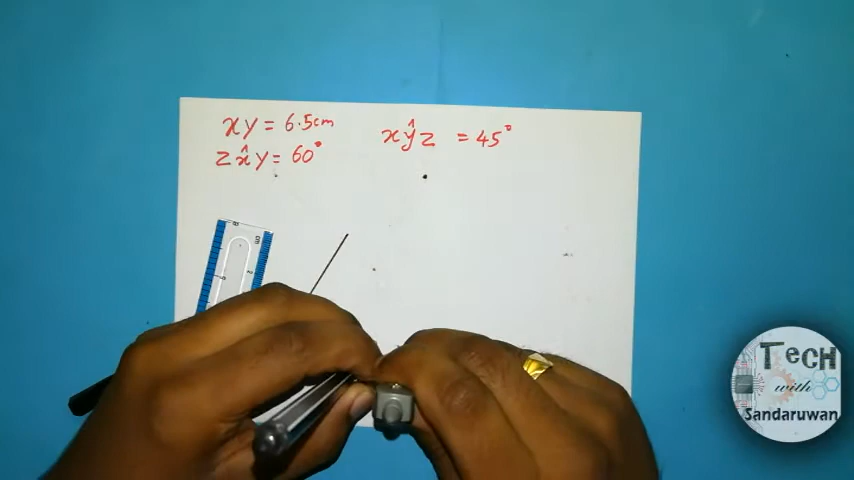 xy = 6.5cm
zx̂y = 60°
xŷz = 45°
TECH
with
Sandaruwan